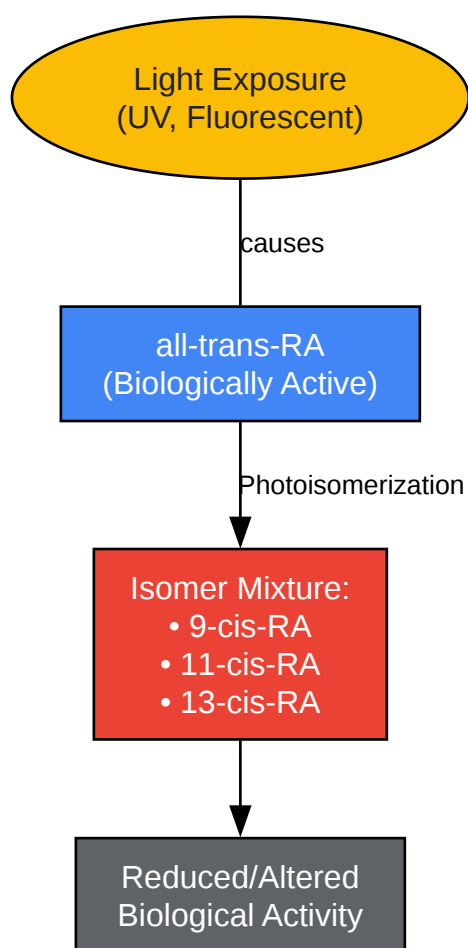 Light Exposure
(UV, Fluorescent)
causes
all-trans-RA
(Biologically Active)
Photoisomerization
Isomer Mixture:
• 9-cis-RA
• 11-cis-RA
• 13-cis-RA
Reduced/Altered
Biological Activity